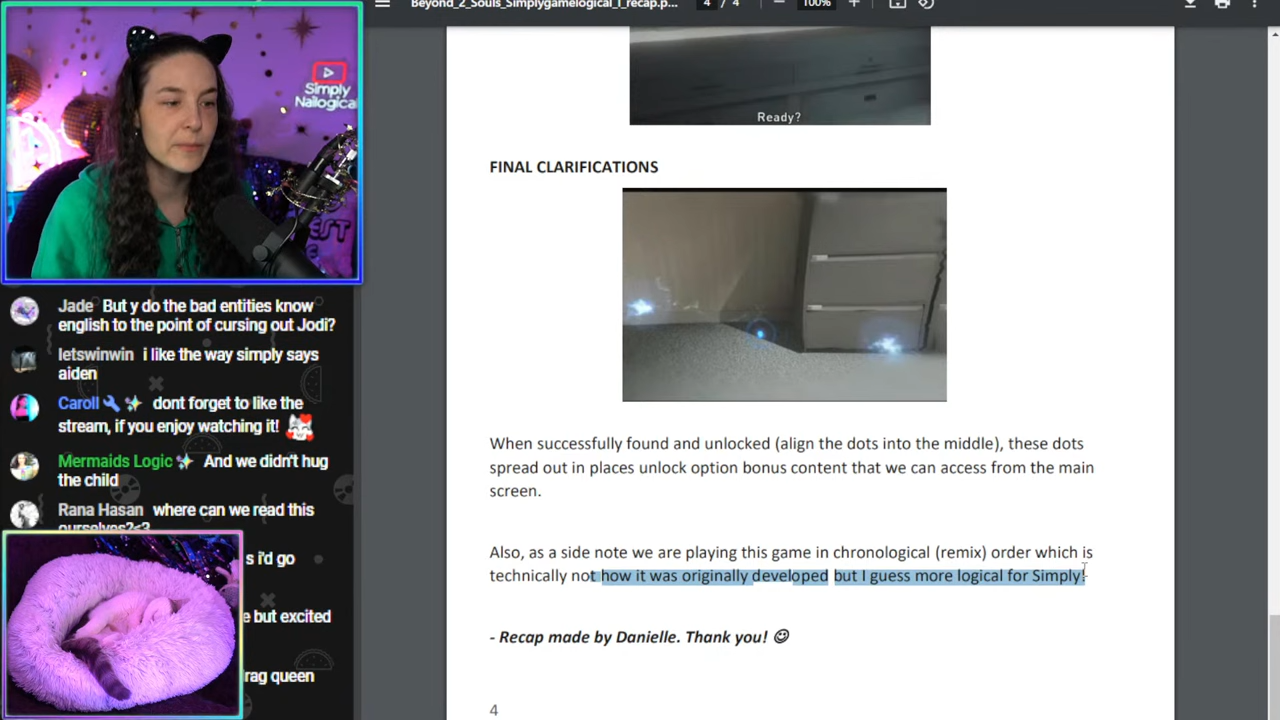 Beyond_2_Souls_Simplygamelogical_I_recap.p...
4 / 4
100%
Simply
Nailogical
Ready?
FINAL CLARIFICATIONS
When successfully found and unlocked (align the dots into the middle), these dots
spread out in places unlock option bonus content that we can access from the main
screen.
Also, as a side note we are playing this game in chronological (remix) order which is
technically not how it was originally developed but I guess more logical for Simply!
- Recap made by Danielle. Thank you! ☺
4
Jade But y do the bad entities know
english to the point of cursing out Jodi?
letswinwin i like the way simply says
aiden
Caroll 🔧 ✨ dont forget to like the
stream, if you enjoy watching it!
Mermaids Logic ✨ And we didn't hug
the child
Rana Hasan where can we read this
ourselves?<3
s i'd go
e but excited
drag queen